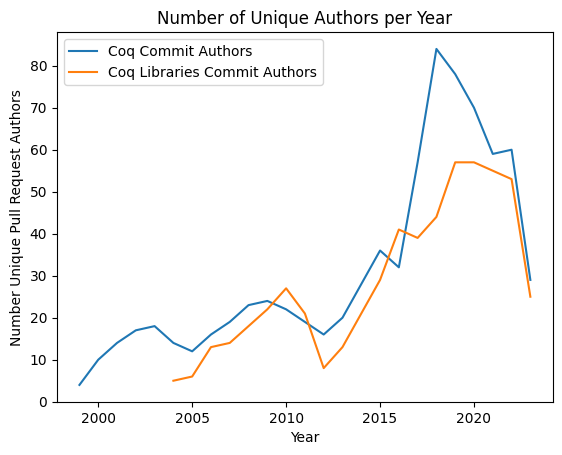 Number of Unique Authors per Year
Coq Commit Authors
Coq Libraries Commit Authors
Number Unique Pull Request Authors
80
70
60
50
40
30
20
10
0
2000 2005 2010 2015 2020
Year